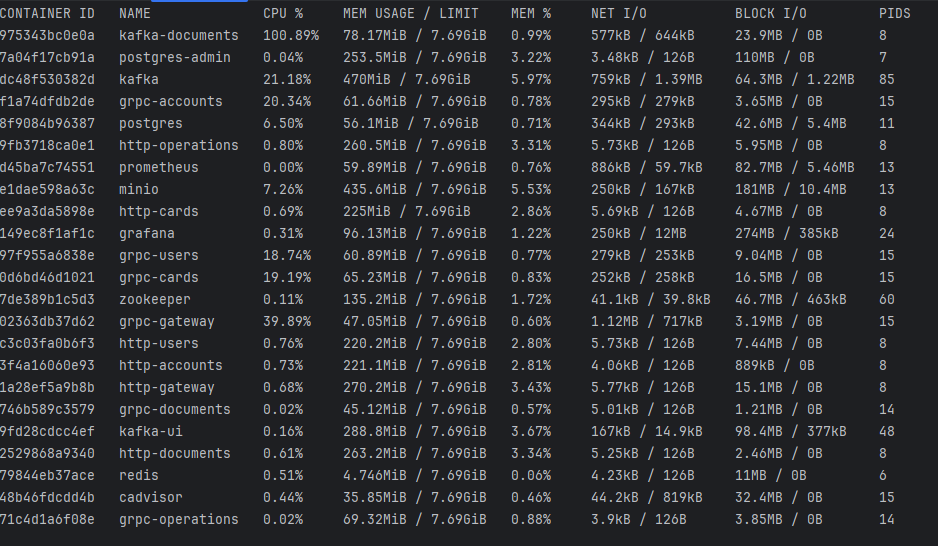 CONTAINER ID NAME CPU % MEM USAGE / LIMIT MEM % NET I/O BLOCK I/O PIDS
975343bc0e0a kafka-documents 100.89% 78.17MiB / 7.69GiB 0.99% 577kB / 644kB 23.9MB / 0B 8
7a04f17cb91a postgres-admin 0.04% 253.5MiB / 7.69GiB 3.22% 3.48kB / 126B 110MB / 0B 7
dc48f530382d kafka 21.18% 470MiB / 7.69GiB 5.97% 759kB / 1.39MB 64.3MB / 1.22MB 85
f1a74dfdb2de grpc-accounts 20.34% 61.66MiB / 7.69GiB 0.78% 295kB / 279kB 3.65MB / 0B 15
8f9084b96387 postgres 6.50% 56.1MiB / 7.69GiB 0.71% 344kB / 293kB 42.6MB / 5.4MB 11
9fb3718ca0e1 http-operations 0.80% 260.5MiB / 7.69GiB 3.31% 5.73kB / 126B 5.95MB / 0B 8
d45ba7c74551 prometheus 0.00% 59.89MiB / 7.69GiB 0.76% 886kB / 59.7kB 82.7MB / 5.46MB 13
e1dae598a63c minio 7.26% 435.6MiB / 7.69GiB 5.53% 250kB / 167kB 181MB / 10.4MB 13
ee9a3da5898e http-cards 0.69% 225MiB / 7.69GiB 2.86% 5.69kB / 126B 4.67MB / 0B 8
149ec8f1af1c grafana 0.31% 96.13MiB / 7.69GiB 1.22% 250kB / 12MB 274MB / 385kB 24
97f955a6838e grpc-users 18.74% 60.89MiB / 7.69GiB 0.77% 279kB / 253kB 9.04MB / 0B 15
0d6bd46d1021 grpc-cards 19.19% 65.23MiB / 7.69GiB 0.83% 252kB / 258kB 16.5MB / 0B 15
7de389b1c5d3 zookeeper 0.11% 135.2MiB / 7.69GiB 1.72% 41.1kB / 39.8kB 46.7MB / 463kB 60
02363db37d62 grpc-gateway 39.89% 47.05MiB / 7.69GiB 0.60% 1.12MB / 717kB 3.19MB / 0B 15
c3c03fa0b6f3 http-users 0.76% 220.2MiB / 7.69GiB 2.80% 5.73kB / 126B 7.44MB / 0B 8
3f4a16060e93 http-accounts 0.73% 221.1MiB / 7.69GiB 2.81% 4.06kB / 126B 889kB / 0B 8
1a28ef5a9b8b http-gateway 0.68% 270.2MiB / 7.69GiB 3.43% 5.77kB / 126B 15.1MB / 0B 8
746b589c3579 grpc-documents 0.02% 45.12MiB / 7.69GiB 0.57% 5.01kB / 126B 1.21MB / 0B 14
9fd28cdcc4ef kafka-ui 0.16% 288.8MiB / 7.69GiB 3.67% 167kB / 14.9kB 98.4MB / 377kB 48
2529868a9340 http-documents 0.61% 263.2MiB / 7.69GiB 3.34% 5.25kB / 126B 2.46MB / 0B 8
79844eb37ace redis 0.51% 4.746MiB / 7.69GiB 0.06% 4.23kB / 126B 11MB / 0B 6
48b46fdcdd4b cadvisor 0.44% 35.85MiB / 7.69GiB 0.46% 44.2kB / 819kB 32.4MB / 0B 15
71c4d1a6f08e grpc-operations 0.02% 69.32MiB / 7.69GiB 0.88% 3.9kB / 126B 3.85MB / 0B 14